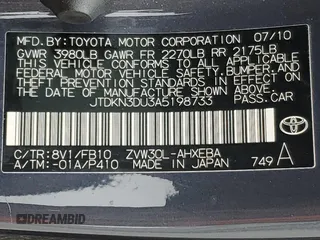 MFD.BY:TOYOTA MOTOR CORPORATION 07/10
GVWR 3980LB GAWR FR 2270LB RR 2175LB
THIS VEHICLE CONFORMS TO ALL APPLICABLE
FEDERAL MOTOR VEHICLE SAFETY, BUMPER, AND
THEFT PREVENTION STANDARDS IN EFFECT ON THE
DATE OF MANUFACTURE SHOWN ABOVE.
JTDKN3DU3A5198733
PASS.CAR
TOYOTA
C/TR:8V1/FB10 ZVW30L-AHXEBA
A/TM:-01A/P410 MADE IN JAPAN 749 A
©DREAMBID